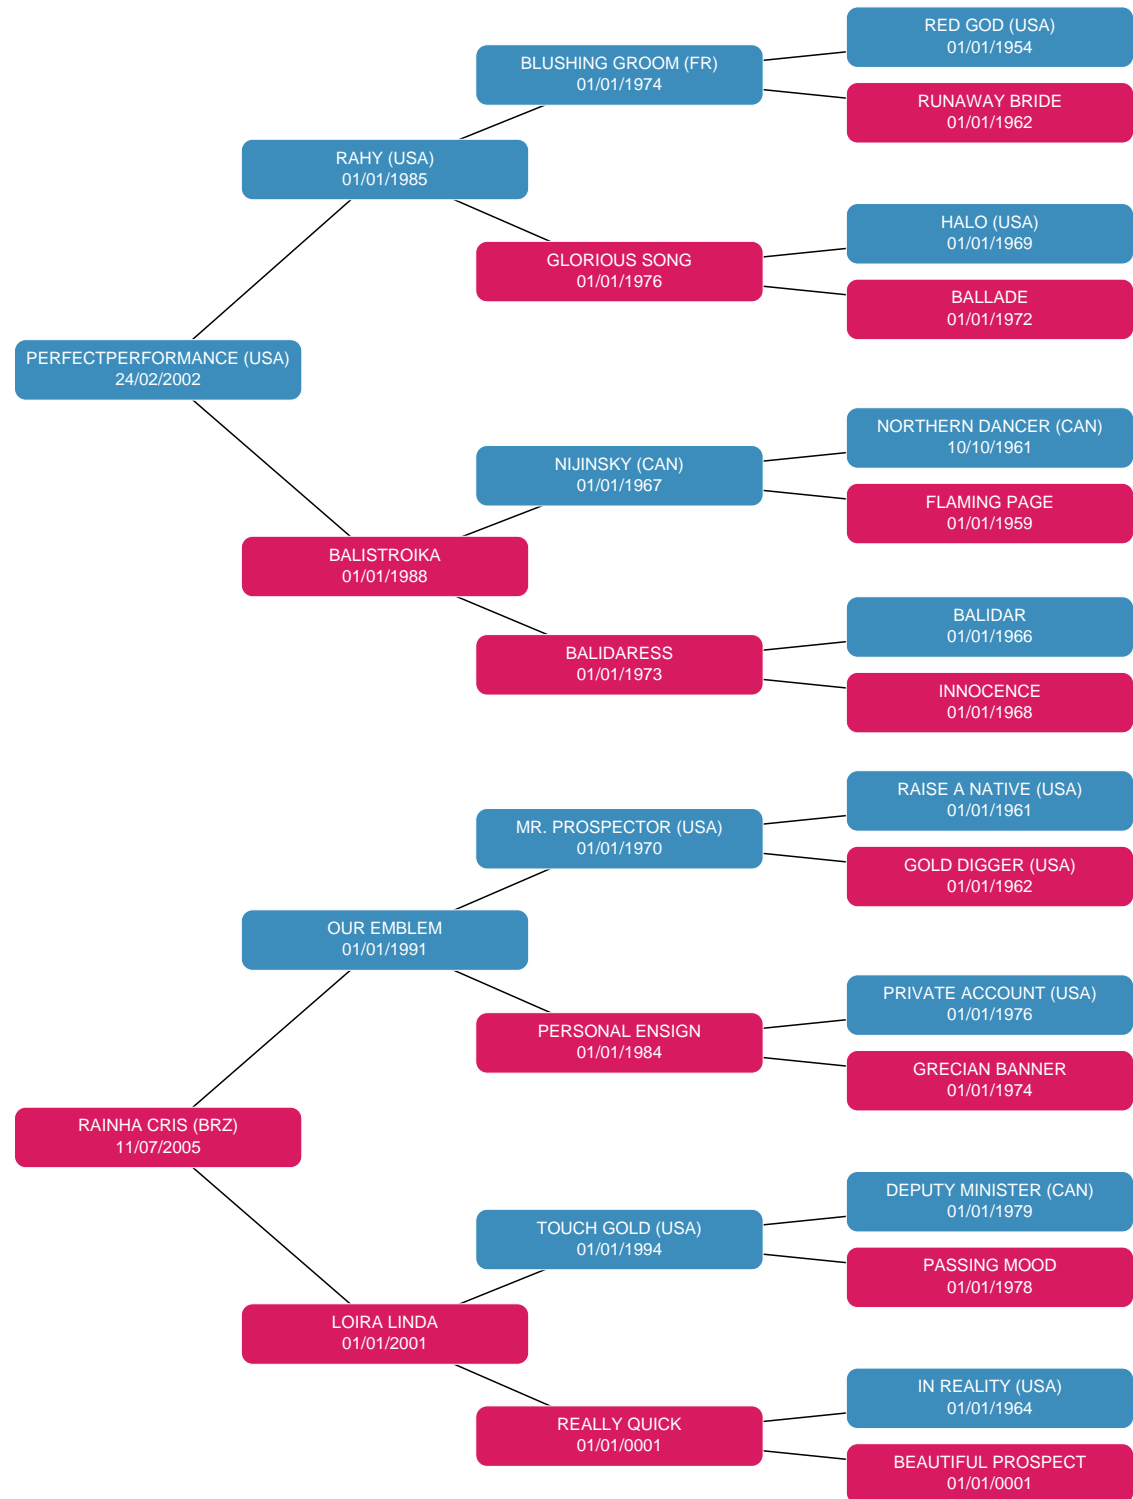 RED GOD (USA)
01/01/1954
BLUSHING GROOM (FR)
01/01/1974
RUNAWAY BRIDE
01/01/1962
RAHY (USA)
01/01/1985
HALO (USA)
01/01/1969
GLORIOUS SONG
01/01/1976
BALLADE
01/01/1972
PERFECTPERFORMANCE (USA)
24/02/2002
NORTHERN DANCER (CAN)
10/10/1961
NIJINSKY (CAN)
01/01/1967
FLAMING PAGE
01/01/1959
BALISTROIKA
01/01/1988
BALIDAR
01/01/1966
BALIDARESS
01/01/1973
INNOCENCE
01/01/1968
RAISE A NATIVE (USA)
01/01/1961
MR. PROSPECTOR (USA)
01/01/1970
GOLD DIGGER (USA)
01/01/1962
OUR EMBLEM
01/01/1991
PRIVATE ACCOUNT (USA)
01/01/1976
PERSONAL ENSIGN
01/01/1984
GRECIAN BANNER
01/01/1974
RAINHA CRIS (BRZ)
11/07/2005
DEPUTY MINISTER (CAN)
01/01/1979
TOUCH GOLD (USA)
01/01/1994
PASSING MOOD
01/01/1978
LOIRA LINDA
01/01/2001
IN REALITY (USA)
01/01/1964
REALLY QUICK
01/01/0001
BEAUTIFUL PROSPECT
01/01/0001